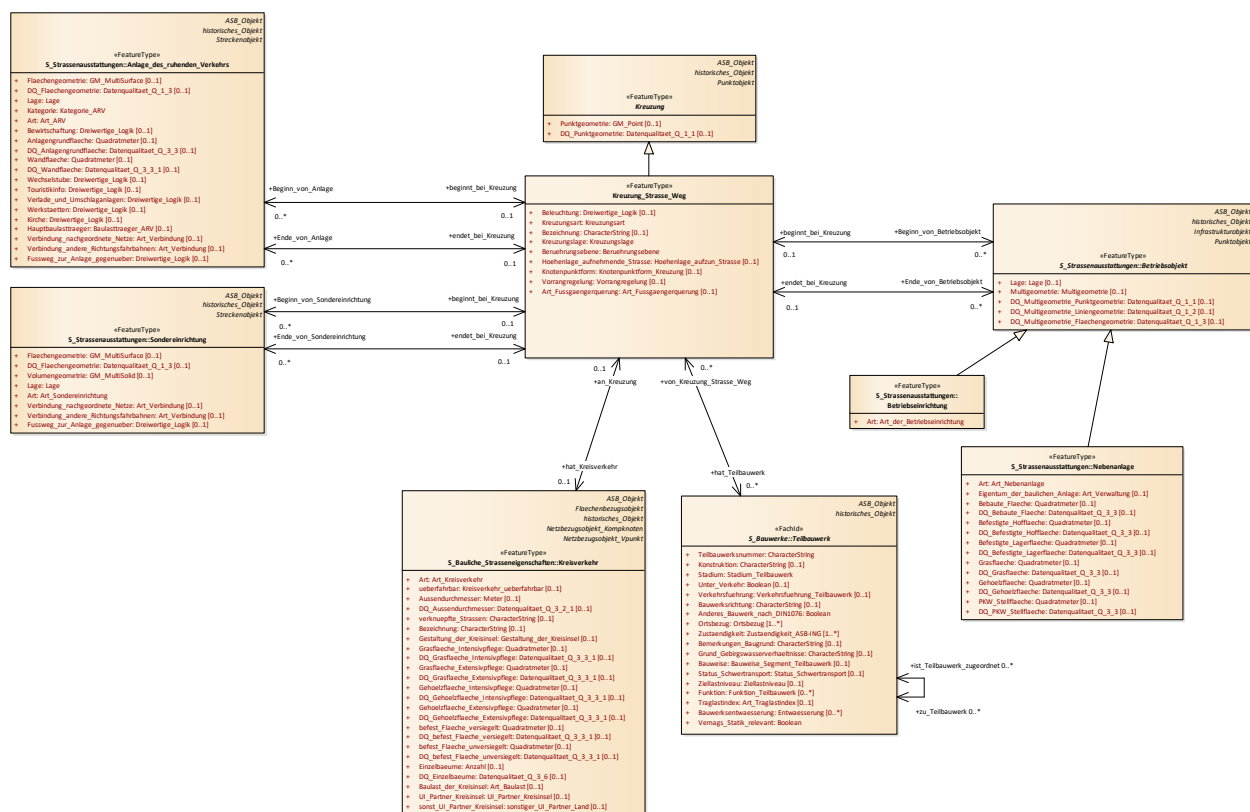 ASB_Objekt
historisches_Objekt
Streckenobjekt
«FeatureType»
S_Strassenausstattungen::Anlage_des_ruhenden_Verkehrs
+ Flaechengeometrie: GM_MultiSurface [0..1]
+ DQ_Flaechengeometrie: Datenqualitaet_Q_1_3 [0..1]
+ Lage: Lage
+ Kategorie: Kategorie_ARV
+ Art: Art_ARV
+ Bewirtschaftung: Dreiwertige_Logik [0..1]
+ Anlagengrundflaeche: Quadratmeter [0..1]
+ DQ_Anlagengrundflaeche: Datenqualitaet_Q_3_3 [0..1]
+ Wandflaeche: Quadratmeter [0..1]
+ DQ_Wandflaeche: Datenqualitaet_Q_3_3_1 [0..1]
+ Wechselstube: Dreiwertige_Logik [0..1]
+ Touristikinfo: Dreiwertige_Logik [0..1]
+ Verlade_und_Umschlaganlagen: Dreiwertige_Logik [0..1]
+ Werkstaetten: Dreiwertige_Logik [0..1]
+ Kirche: Dreiwertige_Logik [0..1]
+ Hauptbaulasttraeger: Baulasttraeger_ARV [0..1]
+ Verbindung_nachgeordnete_Netze: Art_Verbindung [0..1]
+ Verbindung_andere_Richtungsfahrbahnen: Art_Verbindung [0..1]
+ Fussweg_zur_Anlage_gegenueber: Dreiwertige_Logik [0..1]
ASB_Objekt
historisches_Objekt
Punktobjekt
«FeatureType»
Kreuzung
+ Punktgeometrie: GM_Point [0..1]
+ DQ_Punktgeometrie: Datenqualitaet_Q_1_1 [0..1]
«FeatureType»
Kreuzung_Strasse_Weg
+ Beleuchtung: Dreiwertige_Logik [0..1]
+ Kreuzungsart: Kreuzungsart
+ Bezeichnung: CharacterString [0..1]
+ Kreuzungslage: Kreuzungslage
+ Beruehrungsebene: Beruehrungsebene
+ Hoehenlage_aufnehmende_Strasse: Hoehenlage_aufzun_Strasse [0..1]
+ Knotenpunktform: Knotenpunktform_Kreuzung [0..1]
+ Vorrangregelung: Vorrangregelung [0..1]
+ Art_Fussgaengerquerung: Art_Fussgaengerquerung [0..1]
+Beginn_von_Anlage
0..*
+beginnt_bei_Kreuzung
0..1
+Ende_von_Anlage
0..*
+endet_bei_Kreuzung
0..1
+Beginn_von_Sondereinrichtung
0..*
+beginnt_bei_Kreuzung
0..1
+Ende_von_Sondereinrichtung
0..*
+endet_bei_Kreuzung
0..1
+beginnt_bei_Kreuzung
0..1
+Beginn_von_Betriebsobjekt
0..*
+endet_bei_Kreuzung
0..1
+Ende_von_Betriebsobjekt
0..*
ASB_Objekt
historisches_Objekt
Infrastrukturobjekt
Punktobjekt
«FeatureType»
S_Strassenausstattungen::Betriebsobjekt
+ Lage: Lage [0..1]
+ Multigeometrie: Multigeometrie [0..1]
+ DQ_Multigeometrie_Punktgeometrie: Datenqualitaet_Q_1_1 [0..1]
+ DQ_Multigeometrie_Liniengeometrie: Datenqualitaet_Q_1_2 [0..1]
+ DQ_Multigeometrie_Flaechengeometrie: Datenqualitaet_Q_1_3 [0..1]
ASB_Objekt
historisches_Objekt
Streckenobjekt
«FeatureType»
S_Strassenausstattungen::Sondereinrichtung
+ Flaechengeometrie: GM_MultiSurface [0..1]
+ DQ_Flaechengeometrie: Datenqualitaet_Q_1_3 [0..1]
+ Volumengeometrie: GM_MultiSolid [0..1]
+ Lage: Lage
+ Art: Art_Sondereinrichtung
+ Verbindung_nachgeordnete_Netze: Art_Verbindung [0..1]
+ Verbindung_andere_Richtungsfahrbahnen: Art_Verbindung [0..1]
+ Fussweg_zur_Anlage_gegenueber: Dreiwertige_Logik [0..1]
0..1
+an_Kreuzung
0..*
+von_Kreuzung_Strasse_Weg
+hat_Kreisverkehr
0..1
+hat_Teilbauwerk
0..*
«FeatureType»
S_Strassenausstattungen::
Betriebseinrichtung
+ Art: Art_der_Betriebseinrichtung
«FeatureType»
S_Strassenausstattungen::Nebenanlage
+ Art: Art_Nebenanlage
+ Eigentum_der_baulichen_Anlage: Art_Verwaltung [0..1]
+ Bebaute_Flaeche: Quadratmeter [0..1]
+ DQ_Bebaute_Flaeche: Datenqualitaet_Q_3_3 [0..1]
+ Befestigte_Hofflaeche: Quadratmeter [0..1]
+ DQ_Befestigte_Hofflaeche: Datenqualitaet_Q_3_3 [0..1]
+ Befestigte_Lagerflaeche: Quadratmeter [0..1]
+ DQ_Befestigte_Lagerflaeche: Datenqualitaet_Q_3_3 [0..1]
+ Grasflaeche: Quadratmeter [0..1]
+ DQ_Grasflaeche: Datenqualitaet_Q_3_3 [0..1]
+ Gehoelzflaeche: Quadratmeter [0..1]
+ DQ_Gehoelzflaeche: Datenqualitaet_Q_3_3 [0..1]
+ PKW_Stellflaeche: Quadratmeter [0..1]
+ DQ_PKW_Stellflaeche: Datenqualitaet_Q_3_3 [0..1]
ASB_Objekt
Flaechenbezugsobjekt
historisches_Objekt
Netzbezugsobjekt_Kompknoten
Netzbezugsobjekt_Vpunkt
«FeatureType»
S_Bauliche_Strasseneigenschaften::Kreisverkehr
+ Art: Art_Kreisverkehr
+ ueberfahrbar: Kreisverkehr_ueberfahrbar [0..1]
+ Aussendurchmesser: Meter [0..1]
+ DQ_Aussendurchmesser: Datenqualitaet_Q_3_2_1 [0..1]
+ verknuepfte_Strassen: CharacterString [0..1]
+ Bezeichnung: CharacterString [0..1]
+ Gestaltung_der_Kreisinsel: Gestaltung_der_Kreisinsel [0..1]
+ Grasflaeche_Intensivpflege: Quadratmeter [0..1]
+ DQ_Grasflaeche_Intensivpflege: Datenqualitaet_Q_3_3_1 [0..1]
+ Grasflaeche_Extensivpflege: Quadratmeter [0..1]
+ DQ_Grasflaeche_Extensivpflege: Datenqualitaet_Q_3_3_1 [0..1]
+ Gehoelzflaeche_Intensivpflege: Quadratmeter [0..1]
+ DQ_Gehoelzflaeche_Intensivpflege: Datenqualitaet_Q_3_3_1 [0..1]
+ Gehoelzflaeche_Extensivpflege: Quadratmeter [0..1]
+ DQ_Gehoelzflaeche_Extensivpflege: Datenqualitaet_Q_3_3_1 [0..1]
+ befest_Flaeche_versiegelt: Quadratmeter [0..1]
+ DQ_befest_Flaeche_versiegelt: Datenqualitaet_Q_3_3_1 [0..1]
+ befest_Flaeche_unversiegelt: Quadratmeter [0..1]
+ DQ_befest_Flaeche_unversiegelt: Datenqualitaet_Q_3_3_1 [0..1]
+ Einzelbaeume: Anzahl [0..1]
+ DQ_Einzelbaeume: Datenqualitaet_Q_3_6 [0..1]
+ Baulast_der_Kreisinsel: Art_Baulast [0..1]
+ UI_Partner_Kreisinsel: UI_Partner_Kreisinsel [0..1]
+ sonst_UI_Partner_Kreisinsel: sonstiger_UI_Partner_Land [0..1]
ASB_Objekt
historisches_Objekt
«FachId»
S_Bauwerke::Teilbauwerk
+ Teilbauwerksnummer: CharacterString
+ Konstruktion: CharacterString [0..1]
+ Stadium: Stadium_Teilbauwerk
+ Unter_Verkehr: Boolean [0..1]
+ Verkehrsfuehrung: Verkehrsfuehrung_Teilbauwerk [0..1]
+ Bauwerksrichtung: CharacterString [0..1]
+ Anderes_Bauwerk_nach_DIN1076: Boolean
+ Ortsbezug: Ortsbezug [1..*]
+ Zustaendigkeit: Zustaendigkeit_ASB-ING [1..*]
+ Bemerkungen_Baugrund: CharacterString [0..1]
+ Grund_Gebirgswasserverhaeltnisse: CharacterString [0..1]
+ Bauweise: Bauweise_Segment_Teilbauwerk [0..1]
+ Status_Schwertransport: Status_Schwertransport [0..1]
+ Ziellastniveau: Ziellastniveau [0..1]
+ Funktion: Funktion_Teilbauwerk [0..*]
+ Traglastindex: Art_Traglastindex [0..1]
+ Bauwerksentwaesserung: Entwaesserung [0..*]
+ Vernags_Statik_relevant: Boolean
+ist_Teilbauwerk_zugeordnet 0..*
+zu_Teilbauwerk 0..*